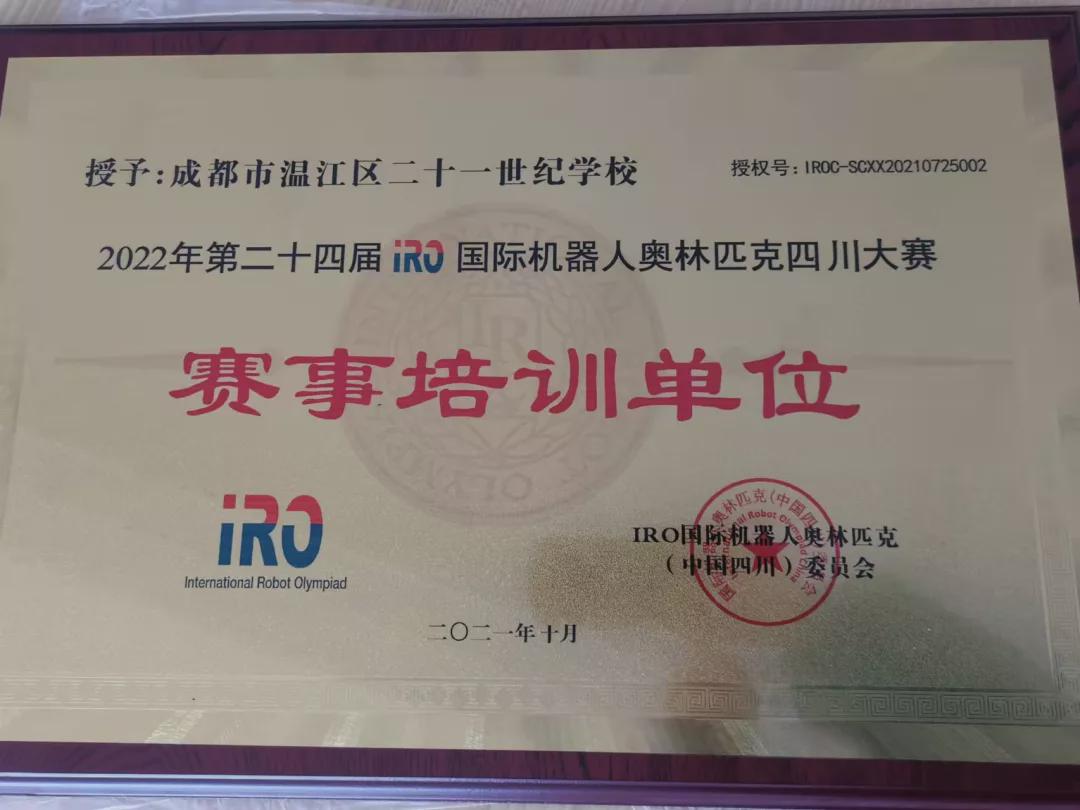 授予:成都市温江区二十一世纪学校
授权号:IROC-SCXX20210725002
2022年第二十四届 iRO 国际机器人奥林匹克四川大赛
赛事培训单位
iRO
International Robot Olympiad
IRO国际机器人奥林匹克
(中国四川)委员会
二〇二一年十月